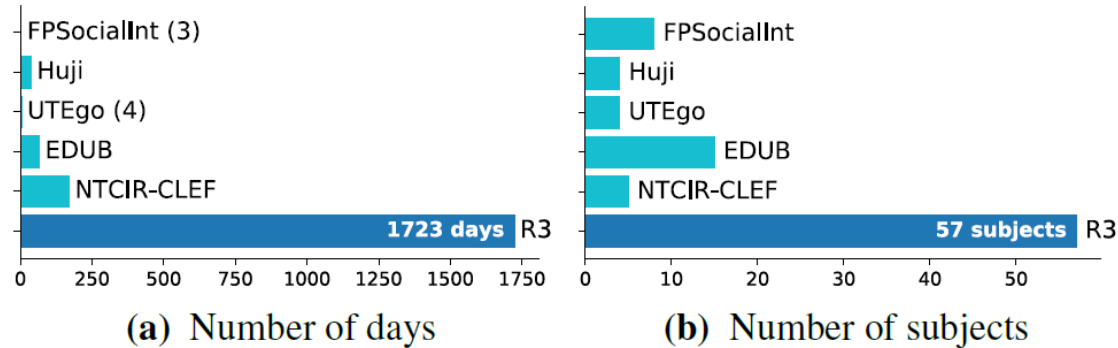 FPSocialInt (3)
Huji
UTEgo (4)
EDUB
NTCIR-CLEF
1723 days R3
0 250 500 750 1000 1250 1500 1750
(a) Number of days
FPSocialInt
Huji
UTEgo
EDUB
NTCIR-CLEF
57 subjects R3
0 10 20 30 40 50
(b) Number of subjects